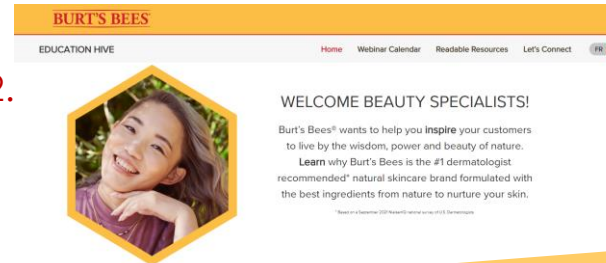 BURT'S BEES
EDUCATION HIVE Home Webinar Calendar Readable Resources Let's Connect FR
2.
WELCOME BEAUTY SPECIALISTS!
Burt's Bees® wants to help you inspire your customers
to live by the wisdom, power and beauty of nature.
Learn why Burt's Bees is the #1 dermatologist
recommended* natural skincare brand formulated with
the best ingredients from nature to nurture your skin.